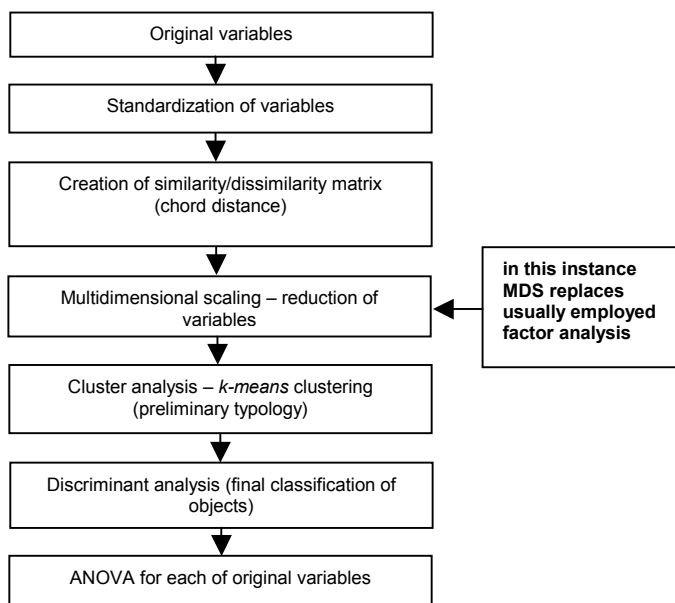 Original variables
Standardization of variables
Creation of similarity/dissimilarity matrix
(chord distance)
in this instance
MDS replaces
usually employed
factor analysis
Multidimensional scaling – reduction of
variables
Cluster analysis – k-means clustering
(preliminary typology)
Discriminant analysis (final classification of
objects)
ANOVA for each of original variables